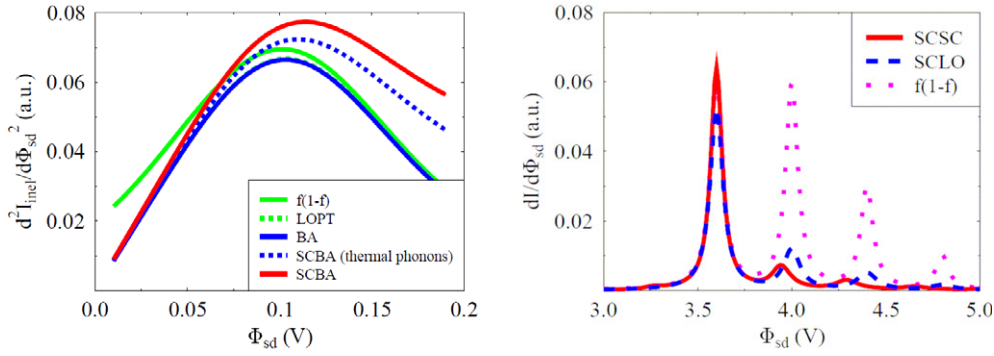 d²I_inel/dΦ_sd² (a.u.)
0.08
0.06
0.04
0.02
0.0
0.05
0.1
0.15
0.2
Φ_sd (V)
f(1-f)
LOPT
BA
SCBA (thermal phonons)
SCBA
dI/dΦ_sd (a.u.)
0.08
0.06
0.04
0.02
0.0
3.0
3.5
4.0
4.5
5.0
Φ_sd (V)
SCSC
SCLO
f(1-f)